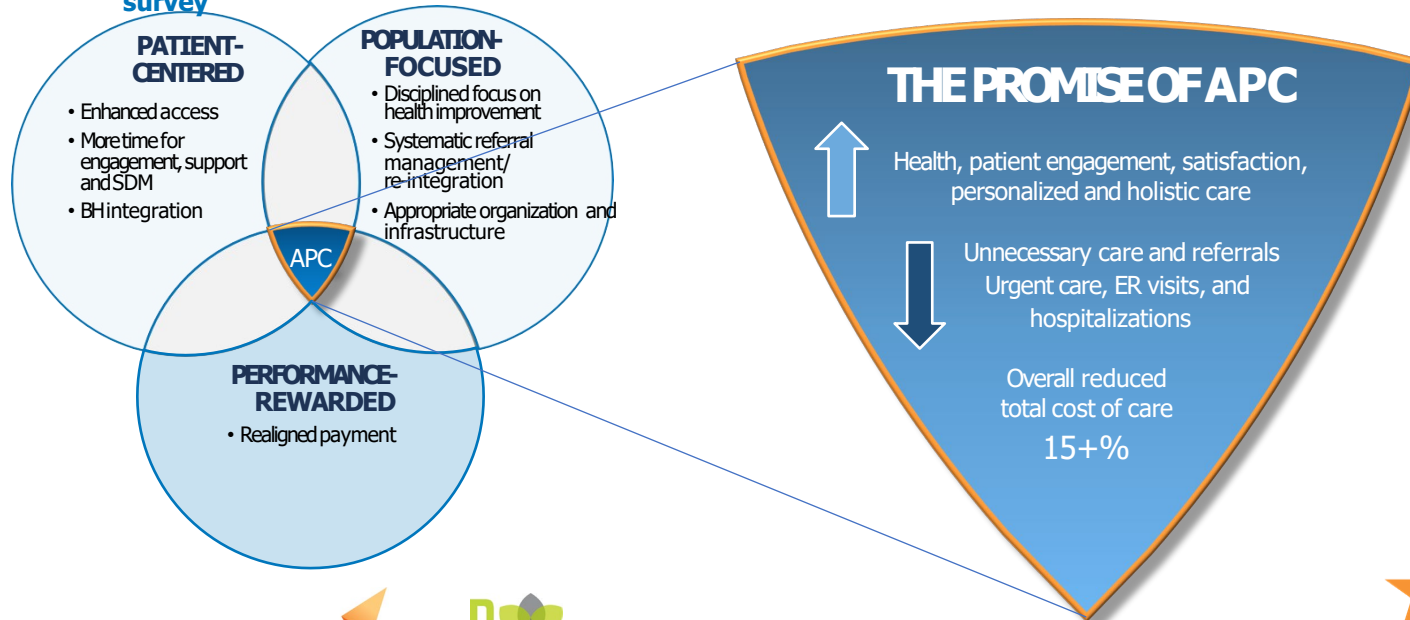 survey
PATIENT-
CENTERED
• Enhanced access
• More time for
engagement, support
and SDM
• BH integration
POPULATION-
FOCUSED
• Disciplined focus on
health improvement
• Systematic referral
management/
re-integration
• Appropriate organization and
infrastructure
APC
PERFORMANCE-
REWARDED
• Realigned payment
THE PROMISE OF APC
Health, patient engagement, satisfaction,
personalized and holistic care
Unnecessary care and referrals
Urgent care, ER visits, and
hospitalizations
Overall reduced
total cost of care
15+%